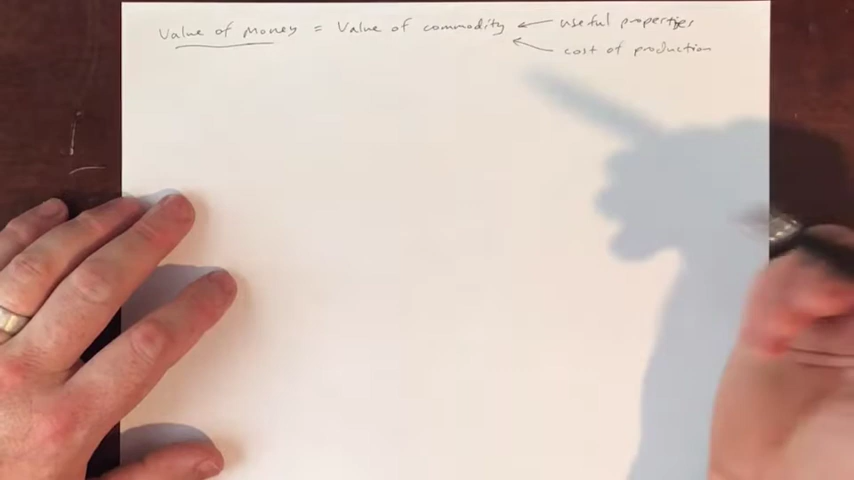 Value of Money = Value of commodity ← useful properties
← cost of production